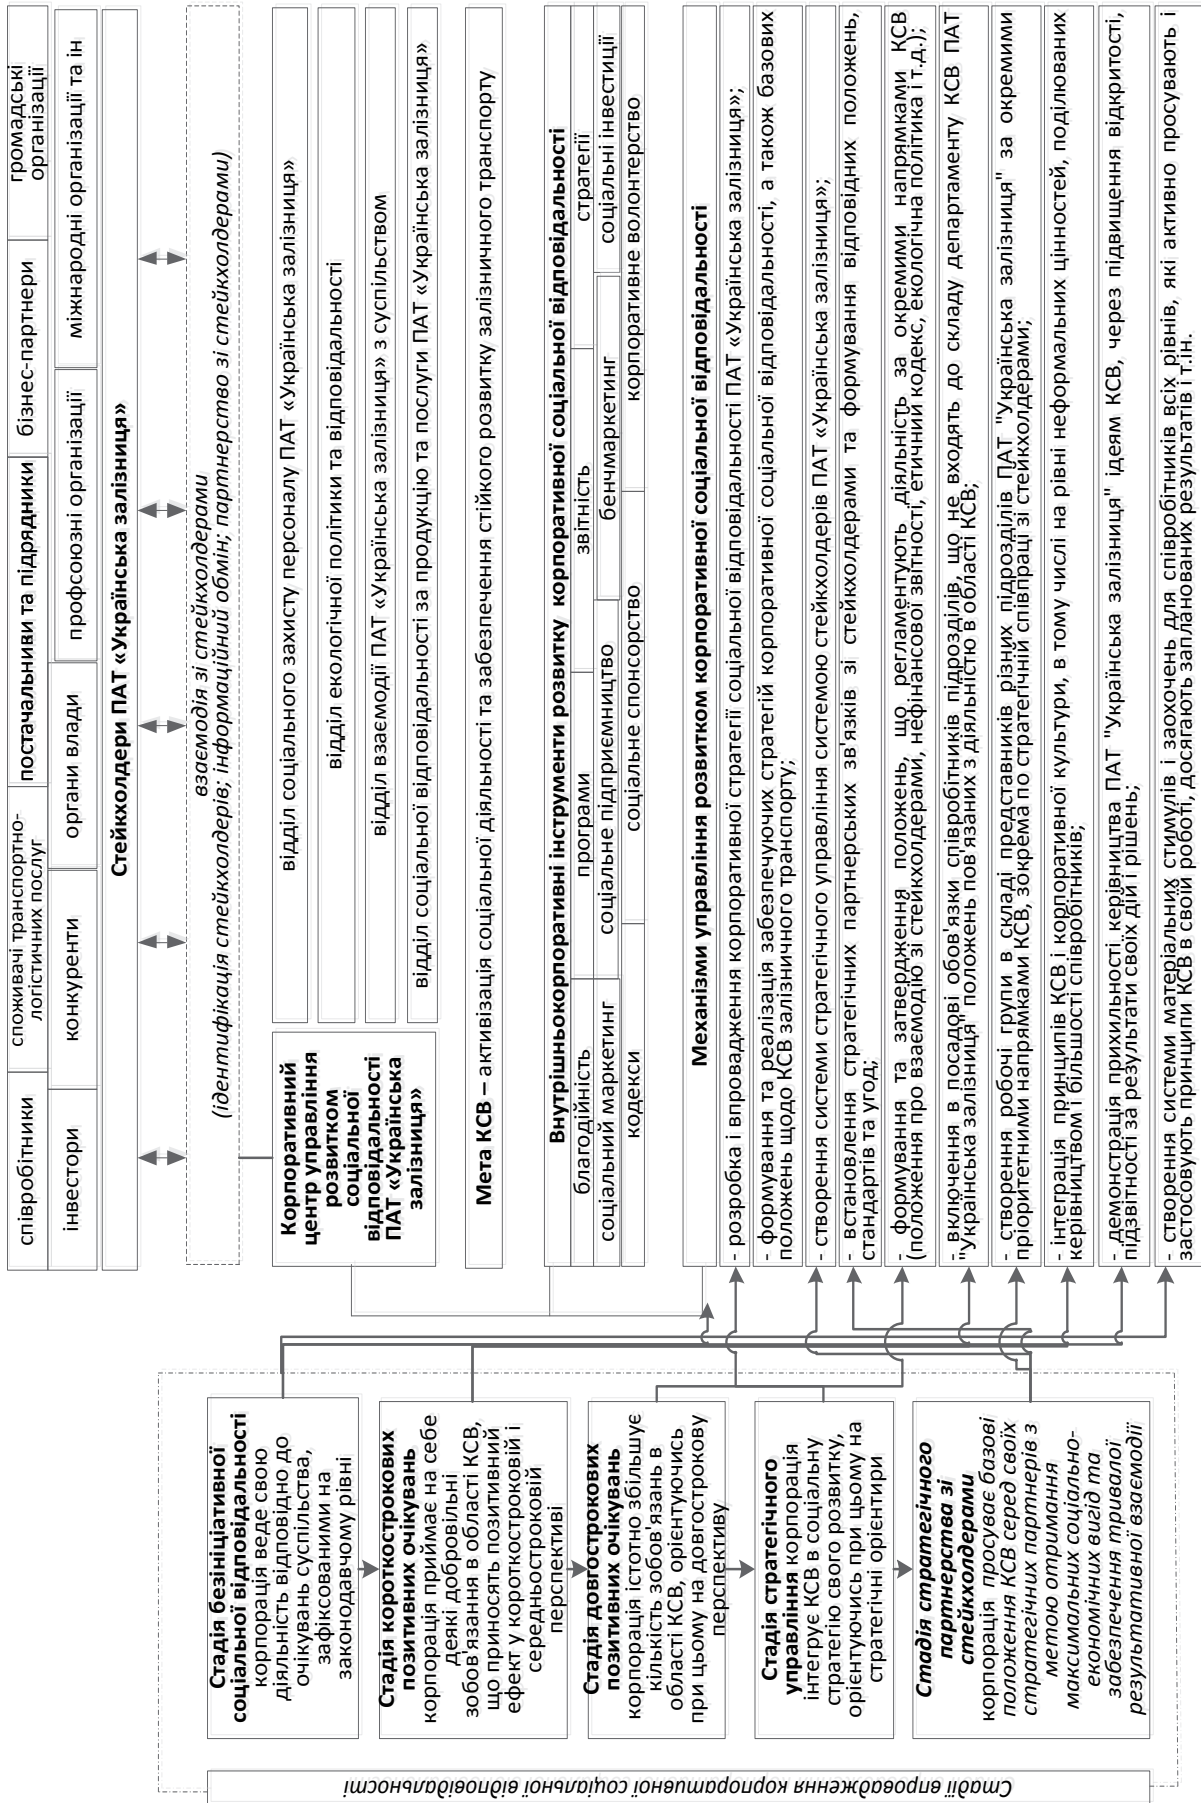 співробітники
споживачі транспортно-
логістичних послуг
постачальниви та підрядники
бізнес-партнери
громадські
організації
інвестори
конкуренти
органи влади
профсоюзні організації
міжнародні організації та ін
Стейкхолдери ПАТ «Українська залізниця»
взаємодія зі стейкхолдерами
(ідентифікація стейкхолдерів; інформаційний обмін; партнерство зі стейкхолдерами)
Корпоративний
центр управління
розвитком
соціальної
відповідальності
ПАТ «Українська
залізниця»
відділ соціального захисту персоналу ПАТ «Українська залізниця»
відділ екологічної політики та відповідальності
відділ взаємодії ПАТ «Українська залізниця» з суспільством
відділ соціальної відповідальності за продукцію та послуги ПАТ «Українська залізниця»
Мета КСВ – активізація соціальної діяльності та забезпечення стійкого розвитку залізничного транспорту
Внутрішньокорпоративні інструменти розвитку корпоративної соціальної відповідальності
благодійність
програми
звітність
стратегії
соціальний маркетинг
соціальне підприємництво
бенчмаркетинг
соціальні інвестиції
кодекси
соціальне спонсорство
корпоративне волонтерство
Механізми управління розвитком корпоративної соціальної відповідальності
- розробка і впровадження корпоративної стратегії соціальної відповідальності ПАТ «Українська залізниця»;
- формування та реалізація забезпечуючих стратегій корпоративної соціальної відповідальності, а також базових
положень щодо КСВ залізничного транспорту;
- створення системи стратегічного управління системою стейкхолдерів ПАТ «Українська залізниця»;
- встановлення стратегічних партнерських зв'язків зі стейкхолдерами та формування відповідних положень,
стандартів та угод;
- формування та затвердження положень, що регламентують діяльність за окремими напрямками КСВ
(положення про взаємодію зі стейкхолдерами, нефінансової звітності, етичний кодекс, екологічна політика і т.д.);
- включення в посадові обов'язки співробітників підрозділів, що не входять до складу департаменту КСВ ПАТ
"Українська залізниця" положень пов'язаних з діяльністю в області КСВ;
- створення робочі групи в складі представників різних підрозділів ПАТ "Українська залізниця" за окремими
пріоритетними напрямками КСВ, зокрема по стратегічній співпраці зі стейкхолдерами;
- інтеграція принципів КСВ і корпоративної культури, в тому числі на рівні неформальних цінностей, поділюваних
керівництвом і більшості співробітників;
- демонстрація прихильності керівництва ПАТ "Українська залізниця" ідеям КСВ, через підвищення відкритості,
підзвітності за результати своїх дій і рішень;
- створення системи матеріальних стимулів і заохочень для співробітників всіх рівнів, які активно просувають і
застосовують принципи КСВ в своїй роботі, досягають запланованих результатів і т.ін.
Стадія безініціативної
соціальної відповідальності
корпорація веде свою
діяльність відповідно до
очікувань суспільства,
зафіксованими на
законодавчому рівні
Стадія короткострокових
позитивних очікувань
корпорація приймає на себе
деякі добровільні
зобов'язання в області КСВ,
що приносять позитивний
ефект у короткостроковій і
середньостроковій
перспективі
Стадія довгострокових
позитивних очікувань
корпорація істотно збільшує
кількість зобов'язань в
області КСВ, орієнтуючись
при цьому на довгострокову
перспективу
Стадія стратегічного
управління корпорація
інтегрує КСВ в соціальну
стратегію свого розвитку,
орієнтуючись при цьому на
стратегічні орієнтири
Стадія стратегічного
партнерства зі
стейкхолдерами
корпорація просуває базові
положення КСВ серед своїх
стратегічних партнерів з
метою отримання
максимальних соціально-
економічних вигід та
забезпечення тривалої
результативної взаємодії
Стадії впровадження корпоративної соціальної відповідальності